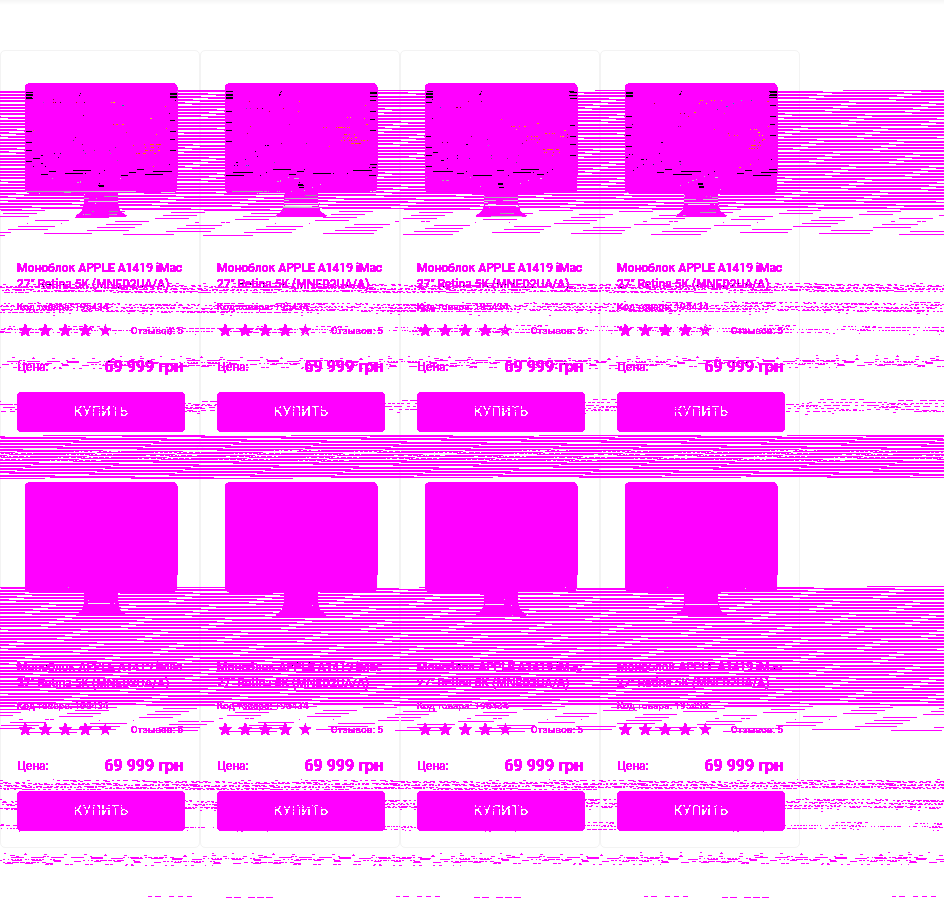 Моноблок APPLE A1419 iMac
27" Retina 5K (MNED2UA/A)
Код товара: 195434
Отзывов: 5
Цена: 69 999 грн
КУПИТЬ
Моноблок APPLE A1419 iMac
27" Retina 5K (MNED2UA/A)
Код товара: 195434
Отзывов: 5
Цена: 69 999 грн
КУПИТЬ
Моноблок APPLE A1419 iMac
27" Retina 5K (MNED2UA/A)
Код товара: 195434
Отзывов: 5
Цена: 69 999 грн
КУПИТЬ
Моноблок APPLE A1419 iMac
27" Retina 5K (MNED2UA/A)
Код товара: 195434
Отзывов: 5
Цена: 69 999 грн
КУПИТЬ
Моноблок APPLE A1419 iMac
27" Retina 5K (MNED2UA/A)
Код товара: 195434
Отзывов: 5
Цена: 69 999 грн
КУПИТЬ
Моноблок APPLE A1419 iMac
27" Retina 5K (MNED2UA/A)
Код товара: 195434
Отзывов: 5
Цена: 69 999 грн
КУПИТЬ
Моноблок APPLE A1419 iMac
27" Retina 5K (MNED2UA/A)
Код товара: 195434
Отзывов: 5
Цена: 69 999 грн
КУПИТЬ
Моноблок APPLE A1419 iMac
27" Retina 5K (MNED2UA/A)
Код товара: 195434
Отзывов: 5
Цена: 69 999 грн
КУПИТЬ